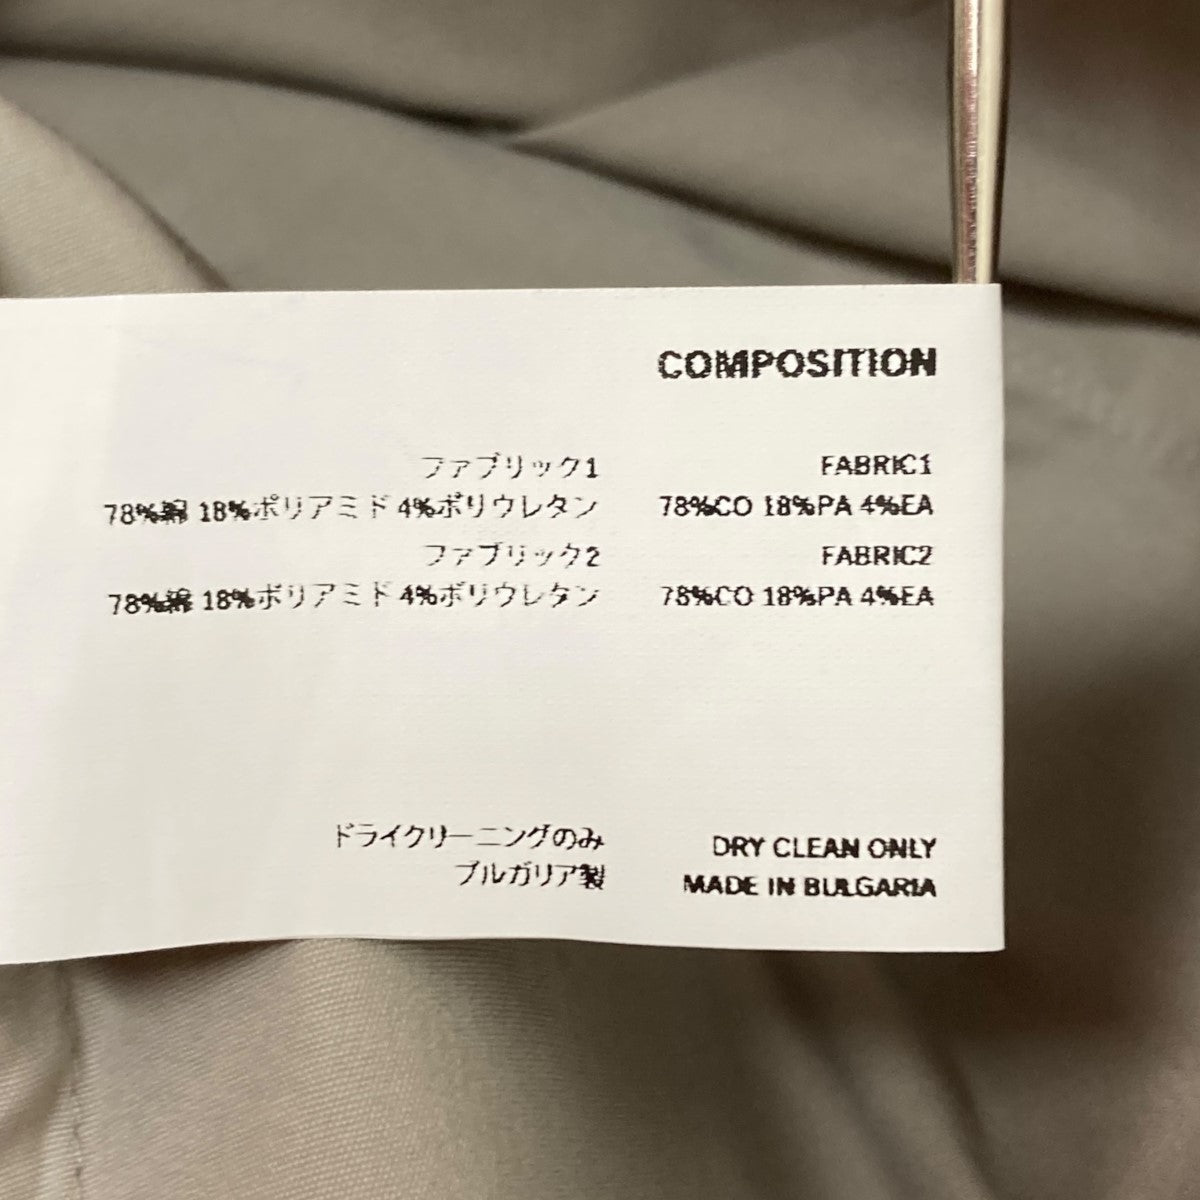 COMPOSITION
ファブリック1 FABRIC1
78%綿 18%ポリアミド 4%ポリウレタン 78%CO 18%PA 4%EA
ファブリック2 FABRIC2
78%綿 18%ポリアミド 4%ポリウレタン 78%CO 18%PA 4%EA
ドライクリーニングのみ DRY CLEAN ONLY
ブルガリア製 MADE IN BULGARIA